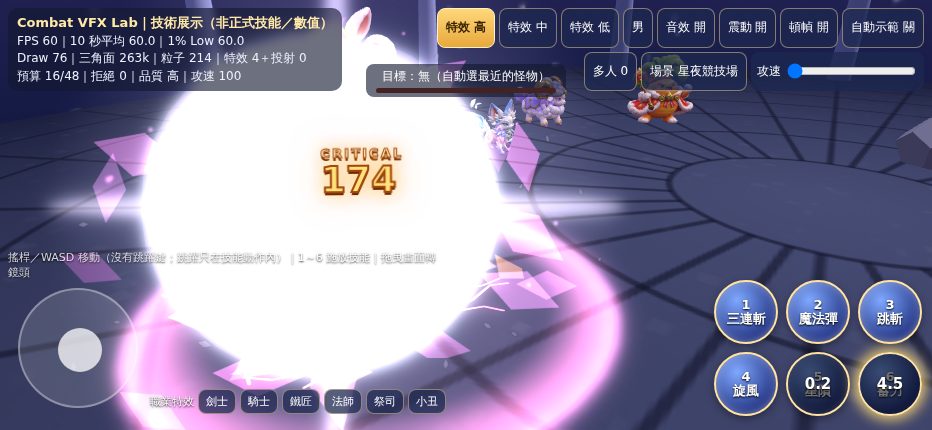 Combat VFX Lab｜技術展示（非正式技能／數值）
FPS 60｜10 秒平均 60.0｜1% Low 60.0
Draw 76｜三角面 263k｜粒子 214｜特效 4＋投射 0
預算 16/48｜拒絕 0｜品質 高｜攻速 100
特效 高
特效 中
特效 低
男
音效 開
震動 開
頓幀 開
自動示範 關
目標：無（自動選最近的怪物）
多人 0
場景 星夜競技場
攻速
CRITICAL
174
搖桿／WASD 移動（沒有跳躍鍵；跳躍只在技能動作內）｜1～6 施放技能｜拖曳畫面轉
鏡頭
1
三連斬
2
魔法彈
3
跳斬
4
旋風
5
0.2
星隕
6
4.5
蓄力
職業特效
劍士
騎士
鐵匠
法師
祭司
小丑